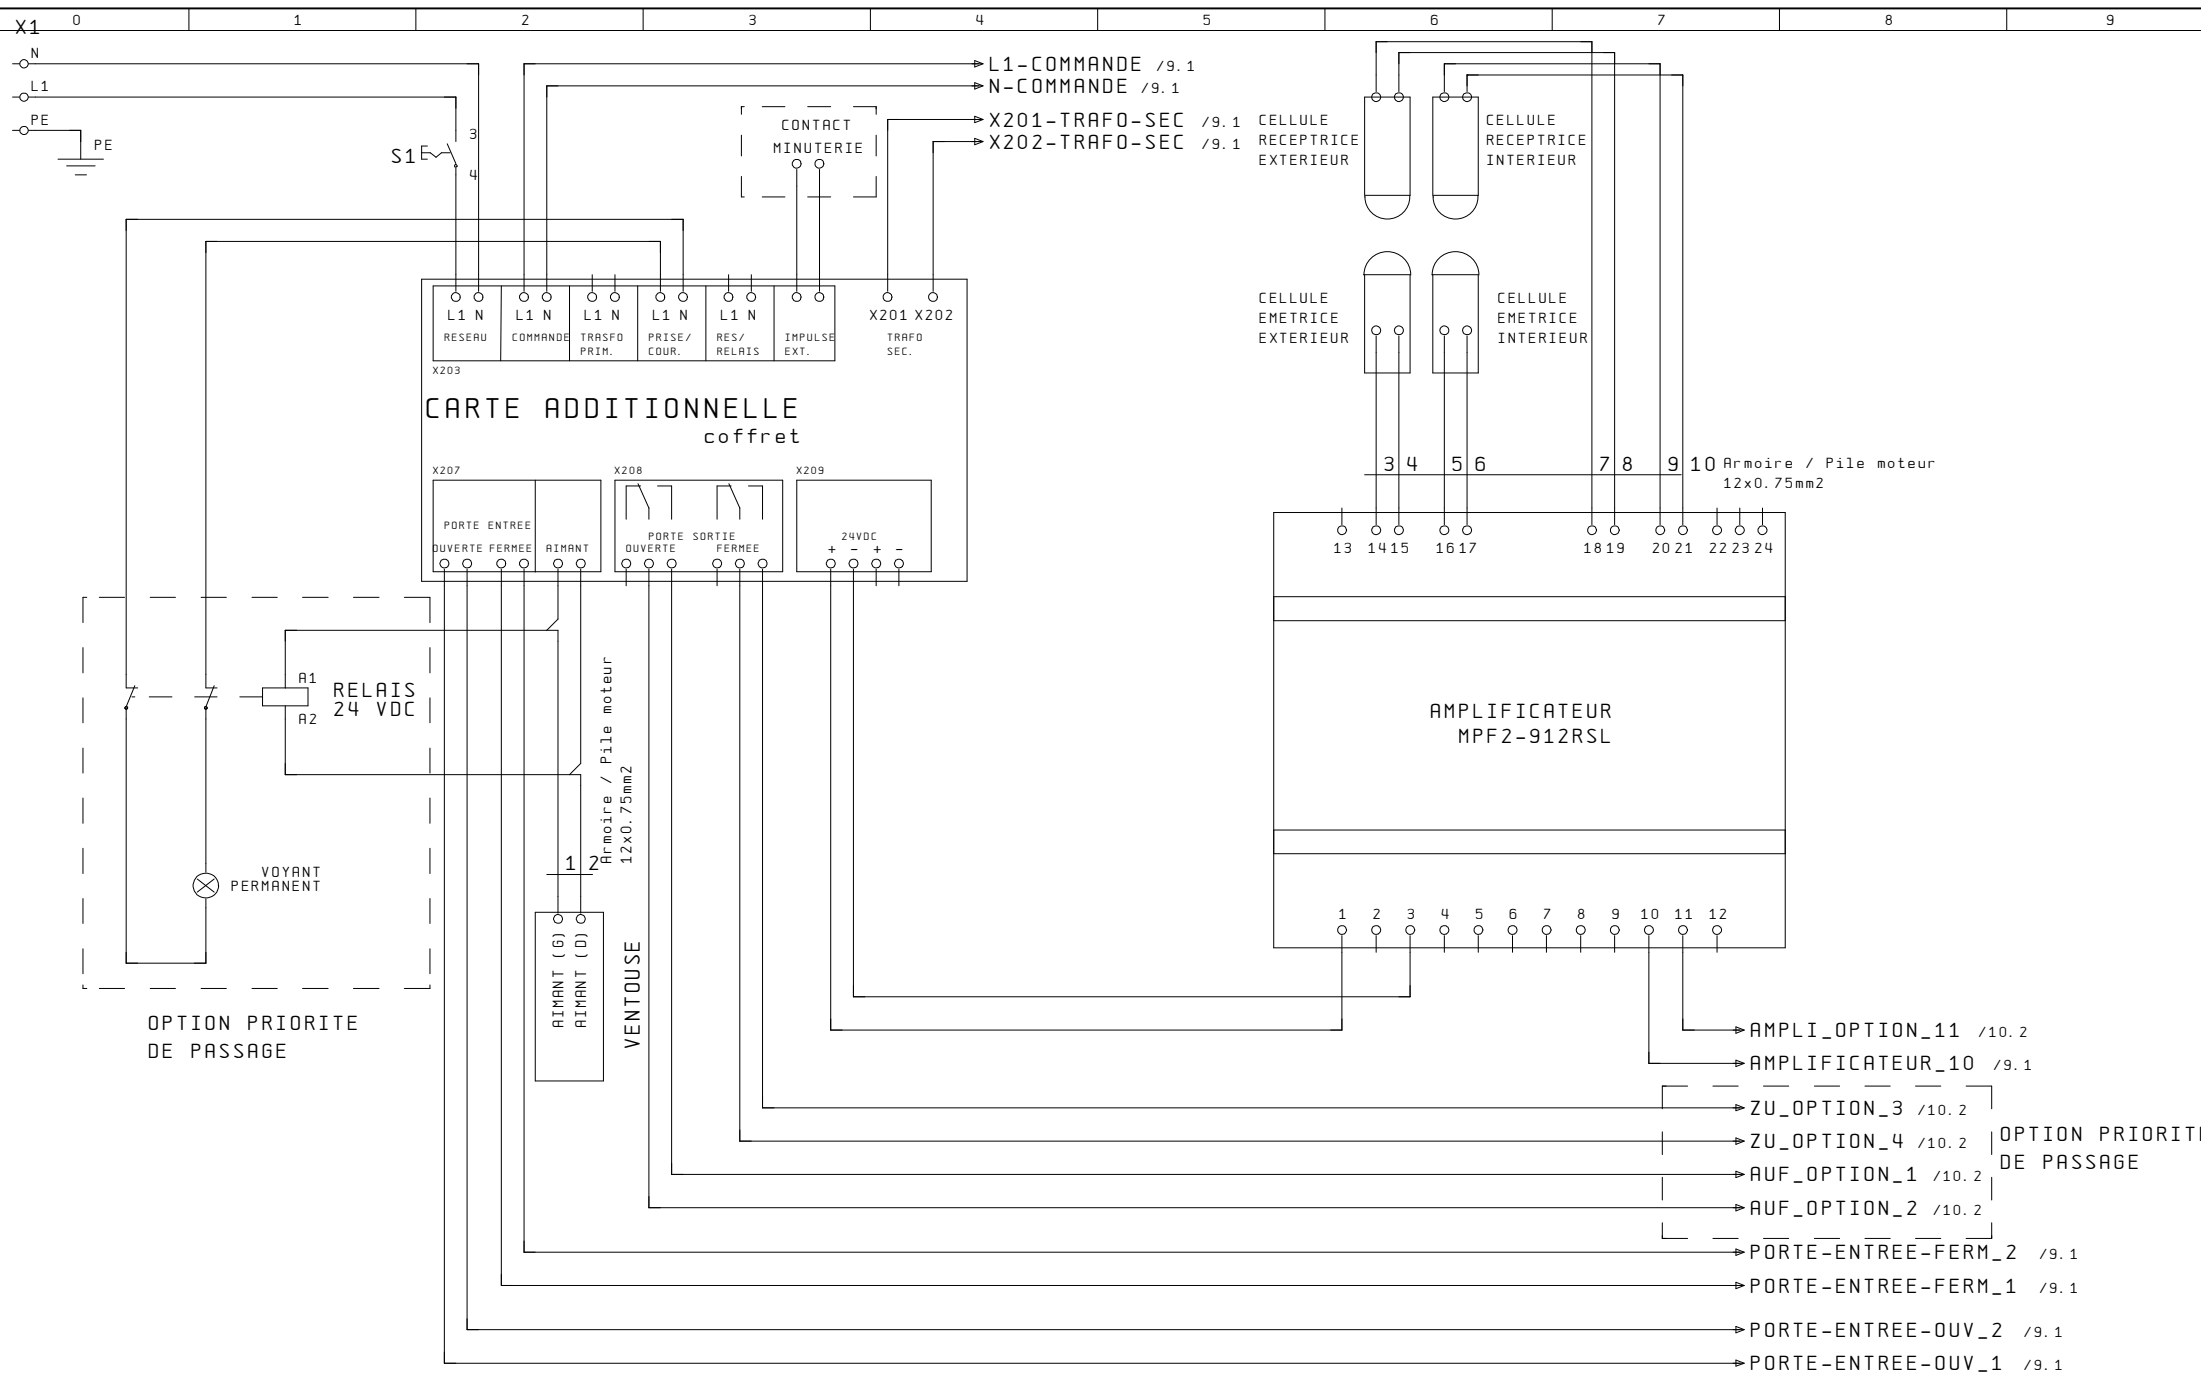 0 1 2 3 4 5 6 7 8 9
X1
N
L1
PE
PE
S1
3
4
L1-COMMANDE /9.1
N-COMMANDE /9.1
X201-TRAFO-SEC /9.1
X202-TRAFO-SEC /9.1
CONTACT
MINUTERIE
CELLULE
RECEPTRICE
EXTERIEUR
CELLULE
RECEPTRICE
INTERIEUR
CELLULE
EMETRICE
EXTERIEUR
CELLULE
EMETRICE
INTERIEUR
L1 N L1 N L1 N L1 N L1 N X201 X202
RESEAU
COMMANDE
TRASFO
PRIM.
PRISE/
COUR.
RES/
RELAIS
IMPULSE
EXT.
TRAFO
SEC.
X203
CARTE ADDITIONNELLE
coffret
X207
X208
X209
PORTE ENTREE
OUVERTE FERMEE
AIMANT
PORTE SORTIE
OUVERTE FERMEE
24VDC
+ - + -
3 4 5 6 7 8 9 10
Armoire / Pile moteur
12x0.75mm2
13 14 15 16 17 18 19 20 21 22 23 24
AMPLIFICATEUR
MPF2-912RSL
1 2 3 4 5 6 7 8 9 10 11 12
A1
A2
RELAIS
24 VDC
VOYANT
PERMANENT
Armoire / Pile moteur
12x0.75mm2
1 2
AIMANT (G)
AIMANT (D)
VENTOUSE
OPTION PRIORITE
DE PASSAGE
AMPLI_OPTION_11 /10.2
AMPLIFICATEUR_10 /9.1
ZU_OPTION_3 /10.2
ZU_OPTION_4 /10.2
AUF_OPTION_1 /10.2
AUF_OPTION_2 /10.2
OPTION PRIORITE
DE PASSAGE
PORTE-ENTREE-FERM_2 /9.1
PORTE-ENTREE-FERM_1 /9.1
PORTE-ENTREE-OUV_2 /9.1
PORTE-ENTREE-OUV_1 /9.1